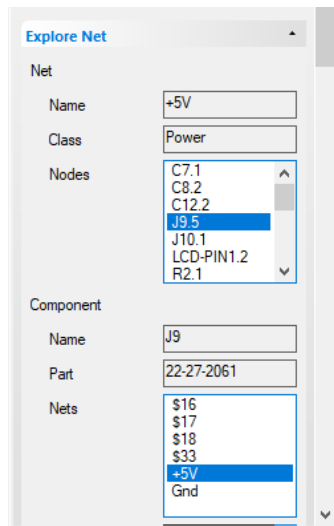 Explore Net
Net
Name +5V
Class Power
Nodes C7.1
C8.2
C12.2
J9.5
J10.1
LCD-PIN1.2
R2.1
Component
Name J9
Part 22-27-2061
Nets $16
$17
$18
$33
+5V
Gnd